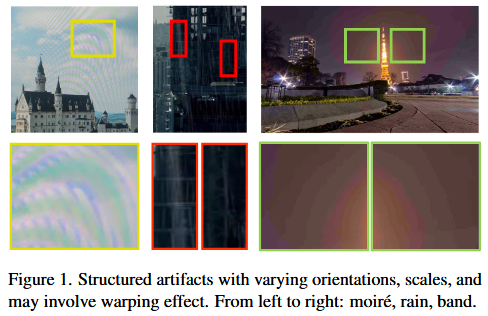 Figure 1. Structured artifacts with varying orientations, scales, and
may involve warping effect. From left to right: moiré, rain, band.